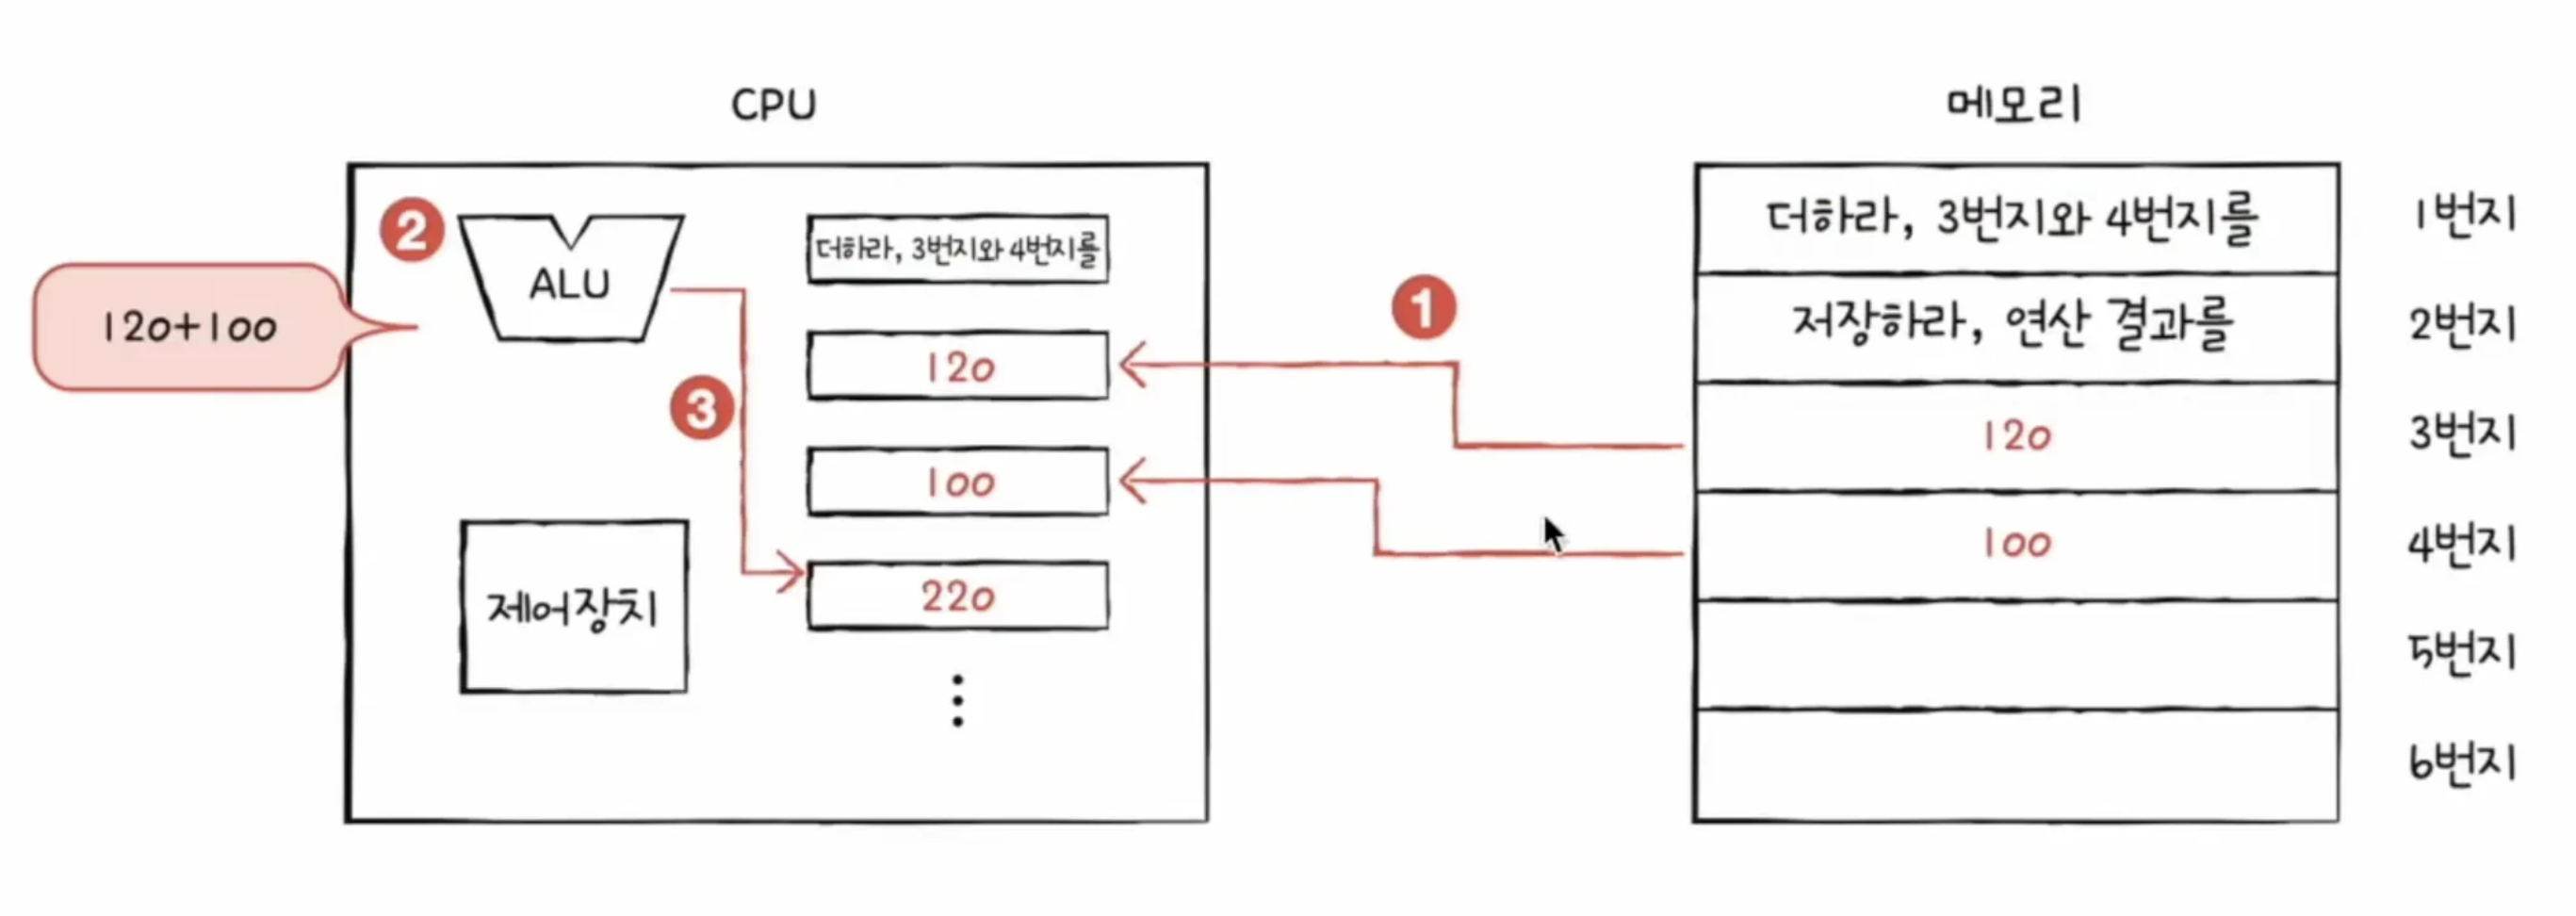 CPU
메모리
2
ALU
120+100
3
제어장치
더하라, 3번지와 4번지를
120
100
220
1
더하라, 3번지와 4번지를
1번지
저장하라, 연산 결과를
2번지
120
3번지
100
4번지
5번지
6번지